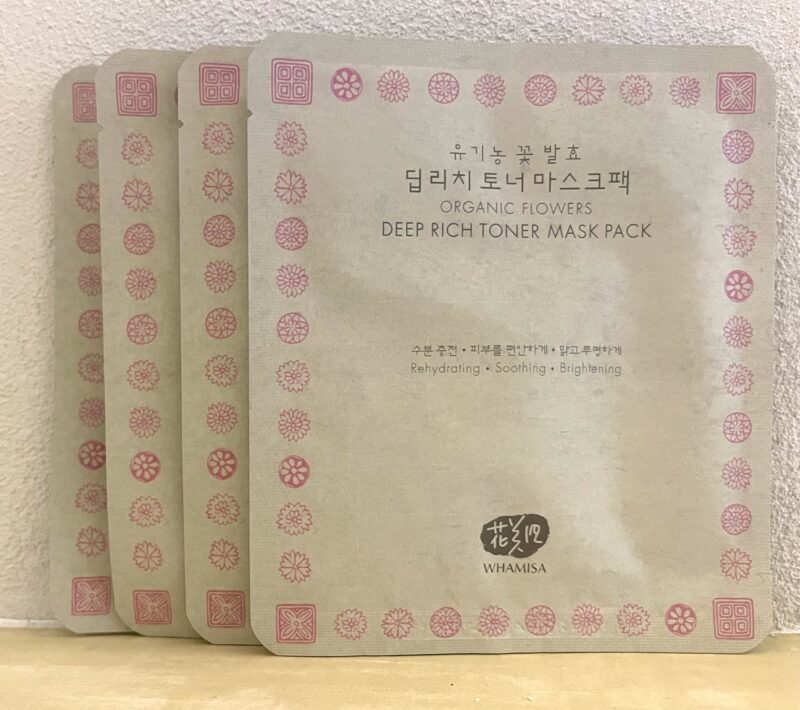 유기농 꽃 발효
딥리치 토너 마스크팩
ORGANIC FLOWERS
DEEP RICH TONER MASK PACK
수분 충전 • 피부를 편안하게 • 맑고 투명하게
Rehydrating • Soothing • Brightening
花美水
WHAMISA